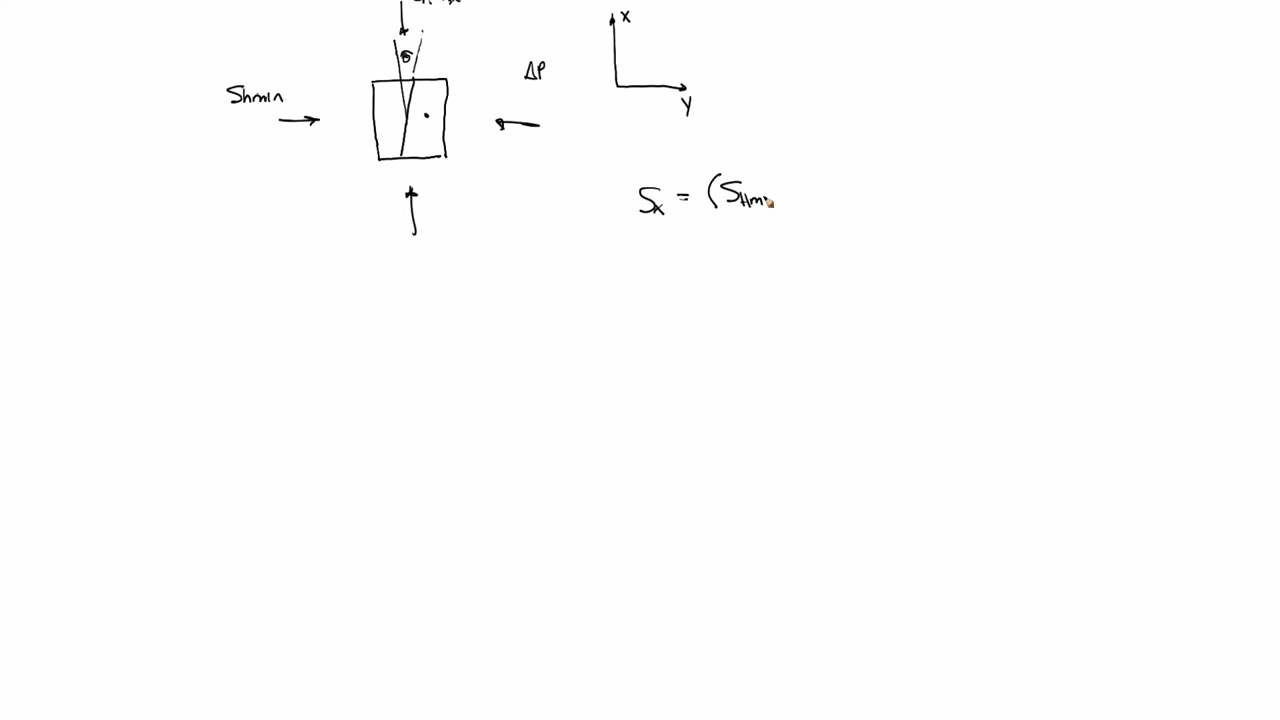 x
θ
ΔP
Shmin
y
Sx = (SHm